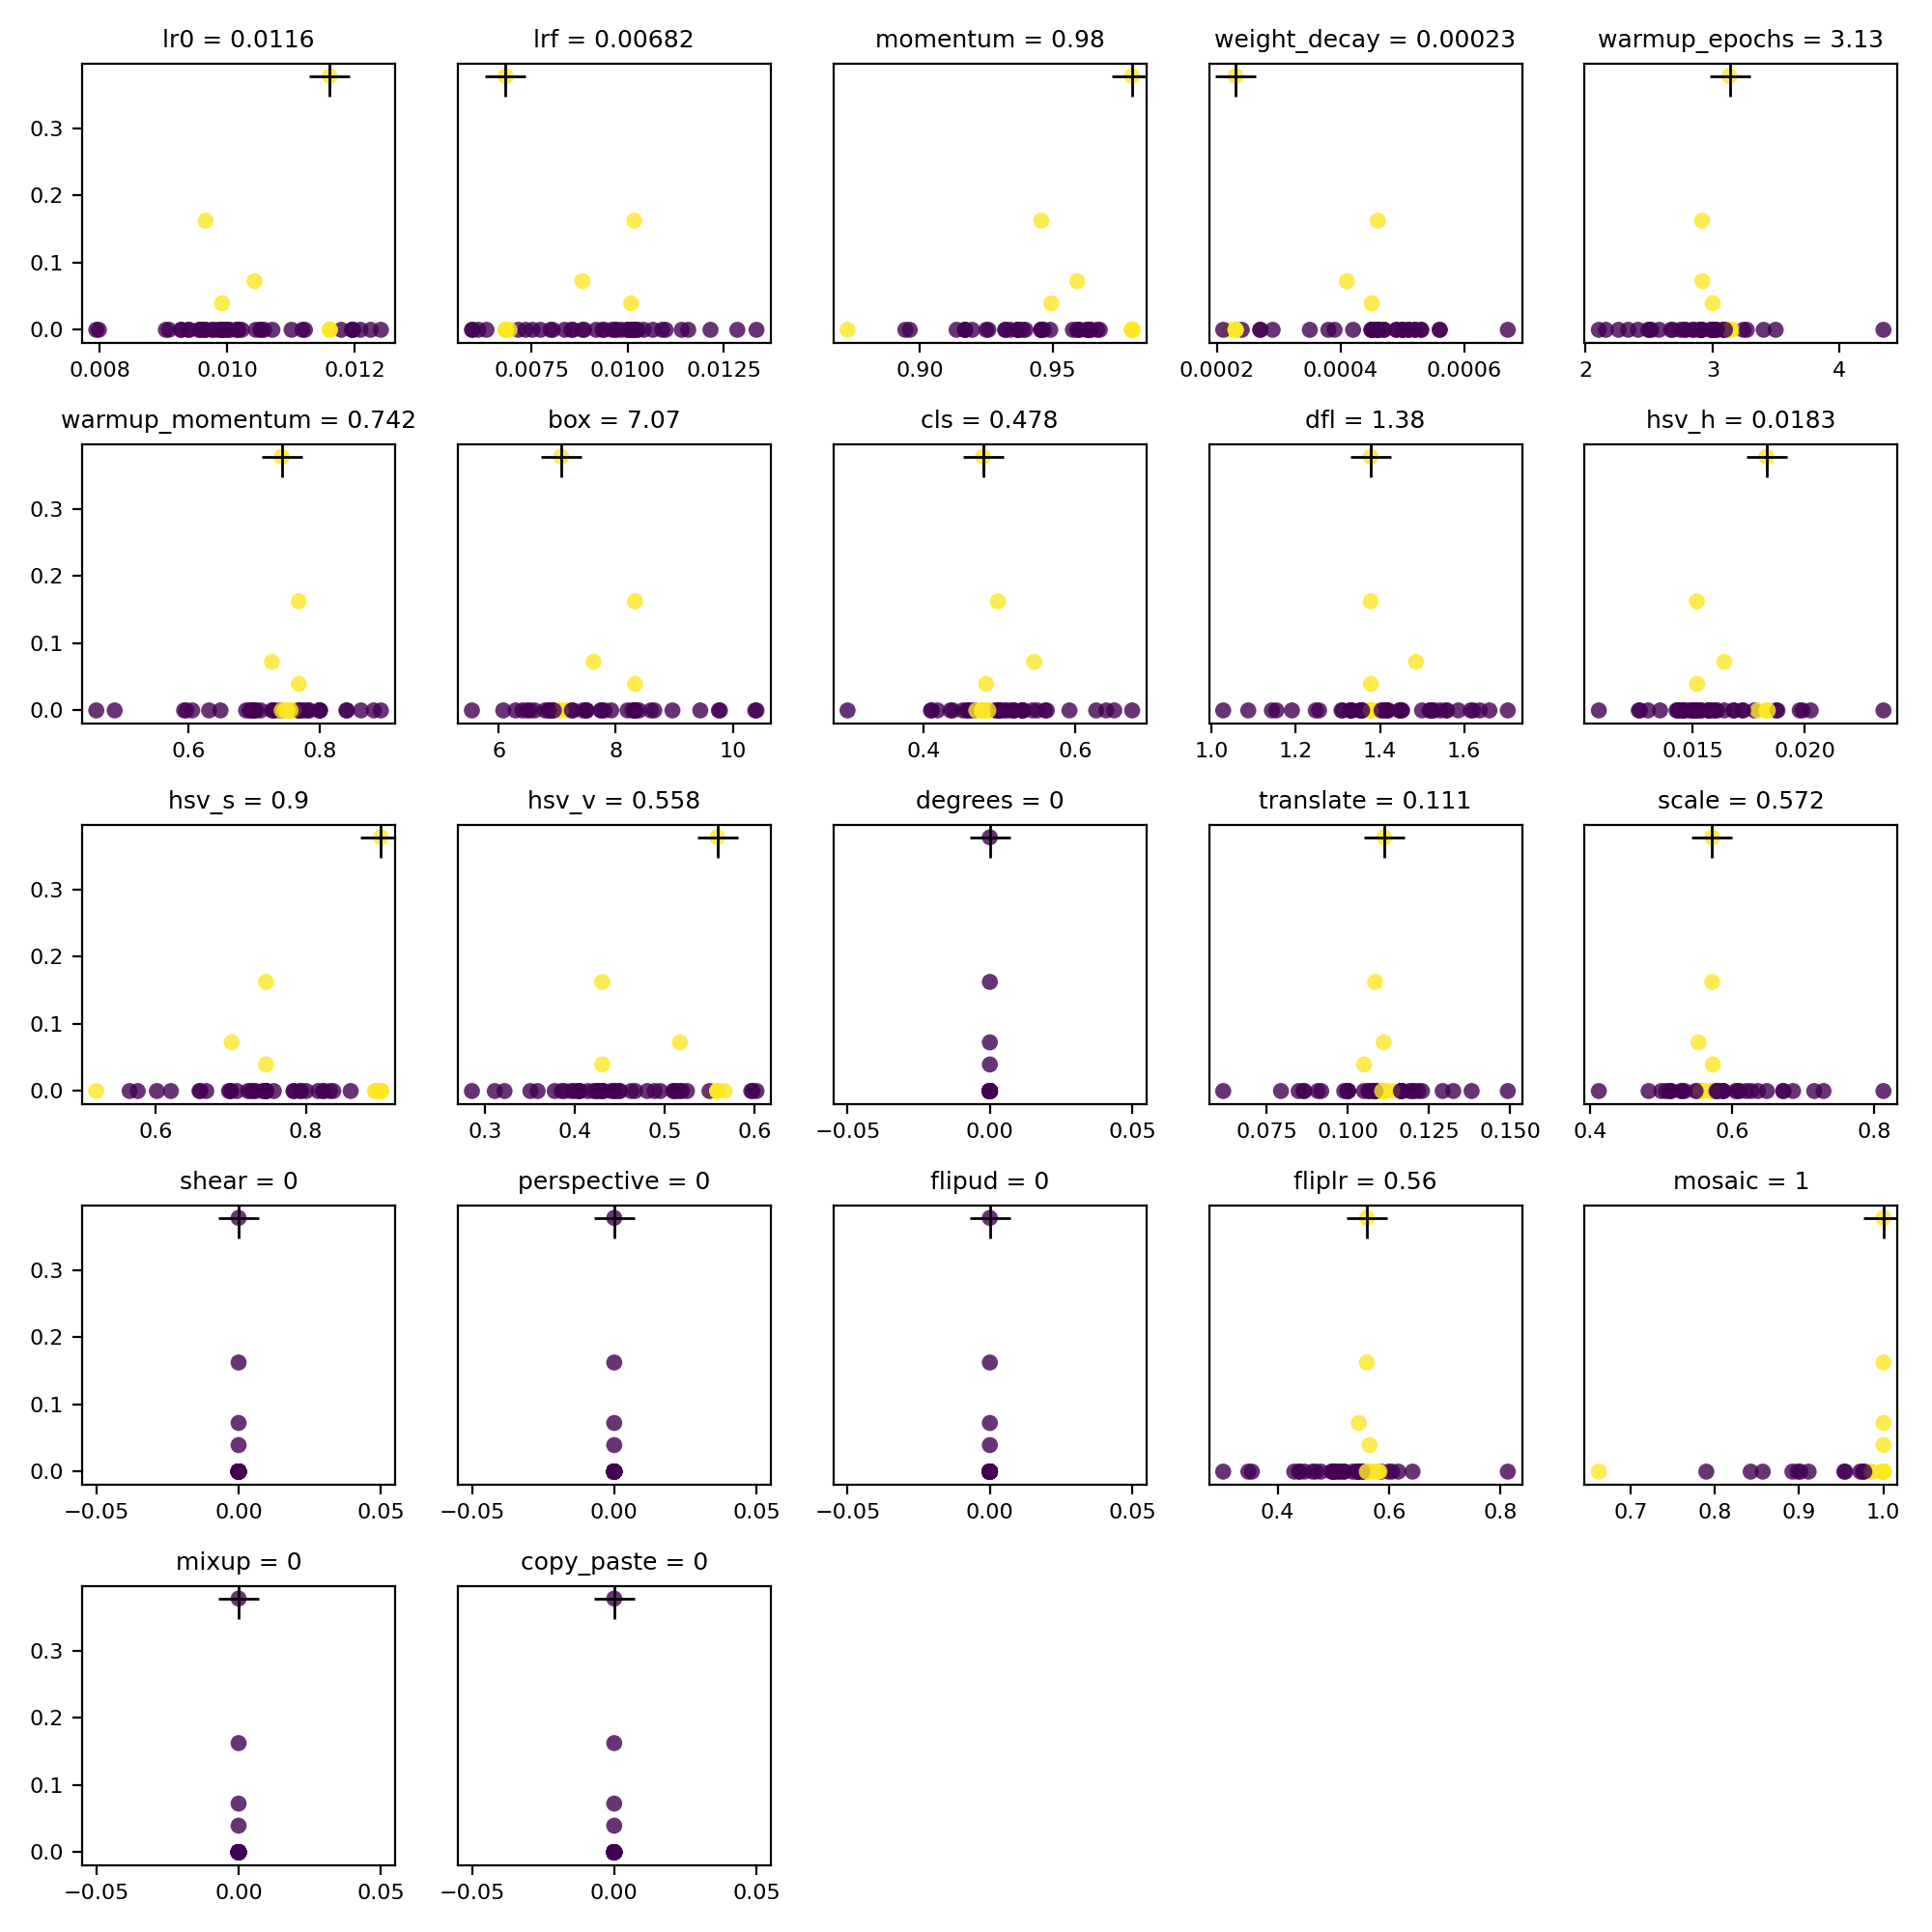 lr0 = 0.0116 lrf = 0.00682 momentum = 0.98 weight_decay = 0.00023 warmup_epochs = 3.13
0.3
0.2
0.1
0.0
0.008 0.010 0.012 0.0075 0.0100 0.0125 0.90 0.95 0.0002 0.0004 0.0006 2 3 4
warmup_momentum = 0.742 box = 7.07 cls = 0.478 dfl = 1.38 hsv_h = 0.0183
0.3
0.2
0.1
0.0
0.6 0.8 6 8 10 0.4 0.6 1.0 1.2 1.4 1.6 0.015 0.020
hsv_s = 0.9 hsv_v = 0.558 degrees = 0 translate = 0.111 scale = 0.572
0.3
0.2
0.1
0.0
0.6 0.8 0.3 0.4 0.5 0.6 −0.05 0.00 0.05 0.075 0.100 0.125 0.150 0.4 0.6 0.8
shear = 0 perspective = 0 flipud = 0 fliplr = 0.56 mosaic = 1
0.3
0.2
0.1
0.0
−0.05 0.00 0.05 −0.05 0.00 0.05 −0.05 0.00 0.05 0.4 0.6 0.8 0.7 0.8 0.9 1.0
mixup = 0 copy_paste = 0
0.3
0.2
0.1
0.0
−0.05 0.00 0.05 −0.05 0.00 0.05